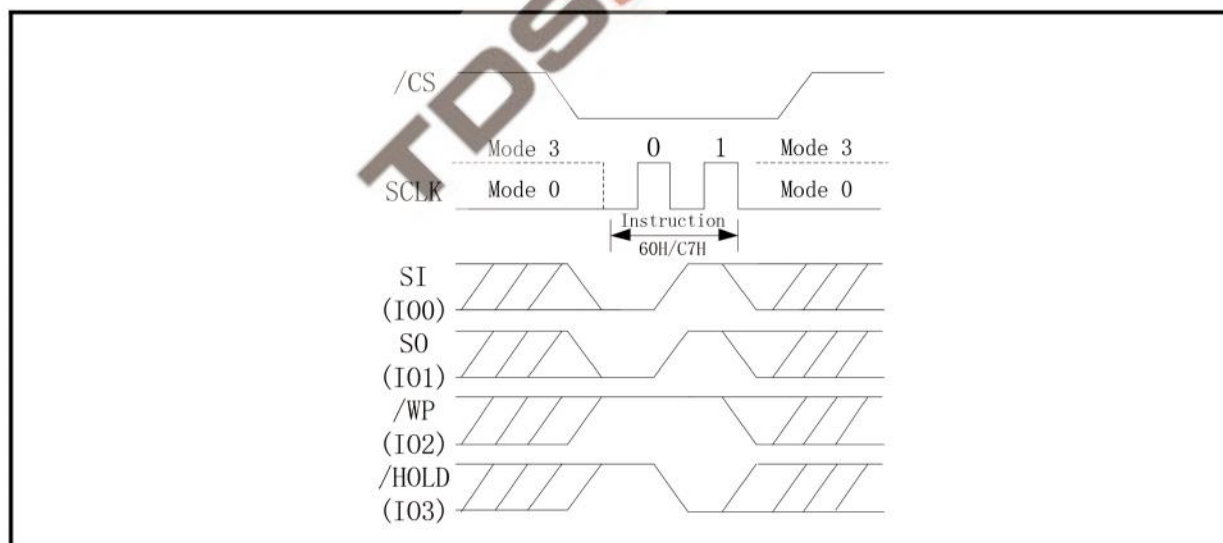 TDS
/CS
Mode 3 0 1 Mode 3
SCLK Mode 0 Mode 0
Instruction
60H/C7H
SI
(IO0)
SO
(IO1)
/WP
(IO2)
/HOLD
(IO3)